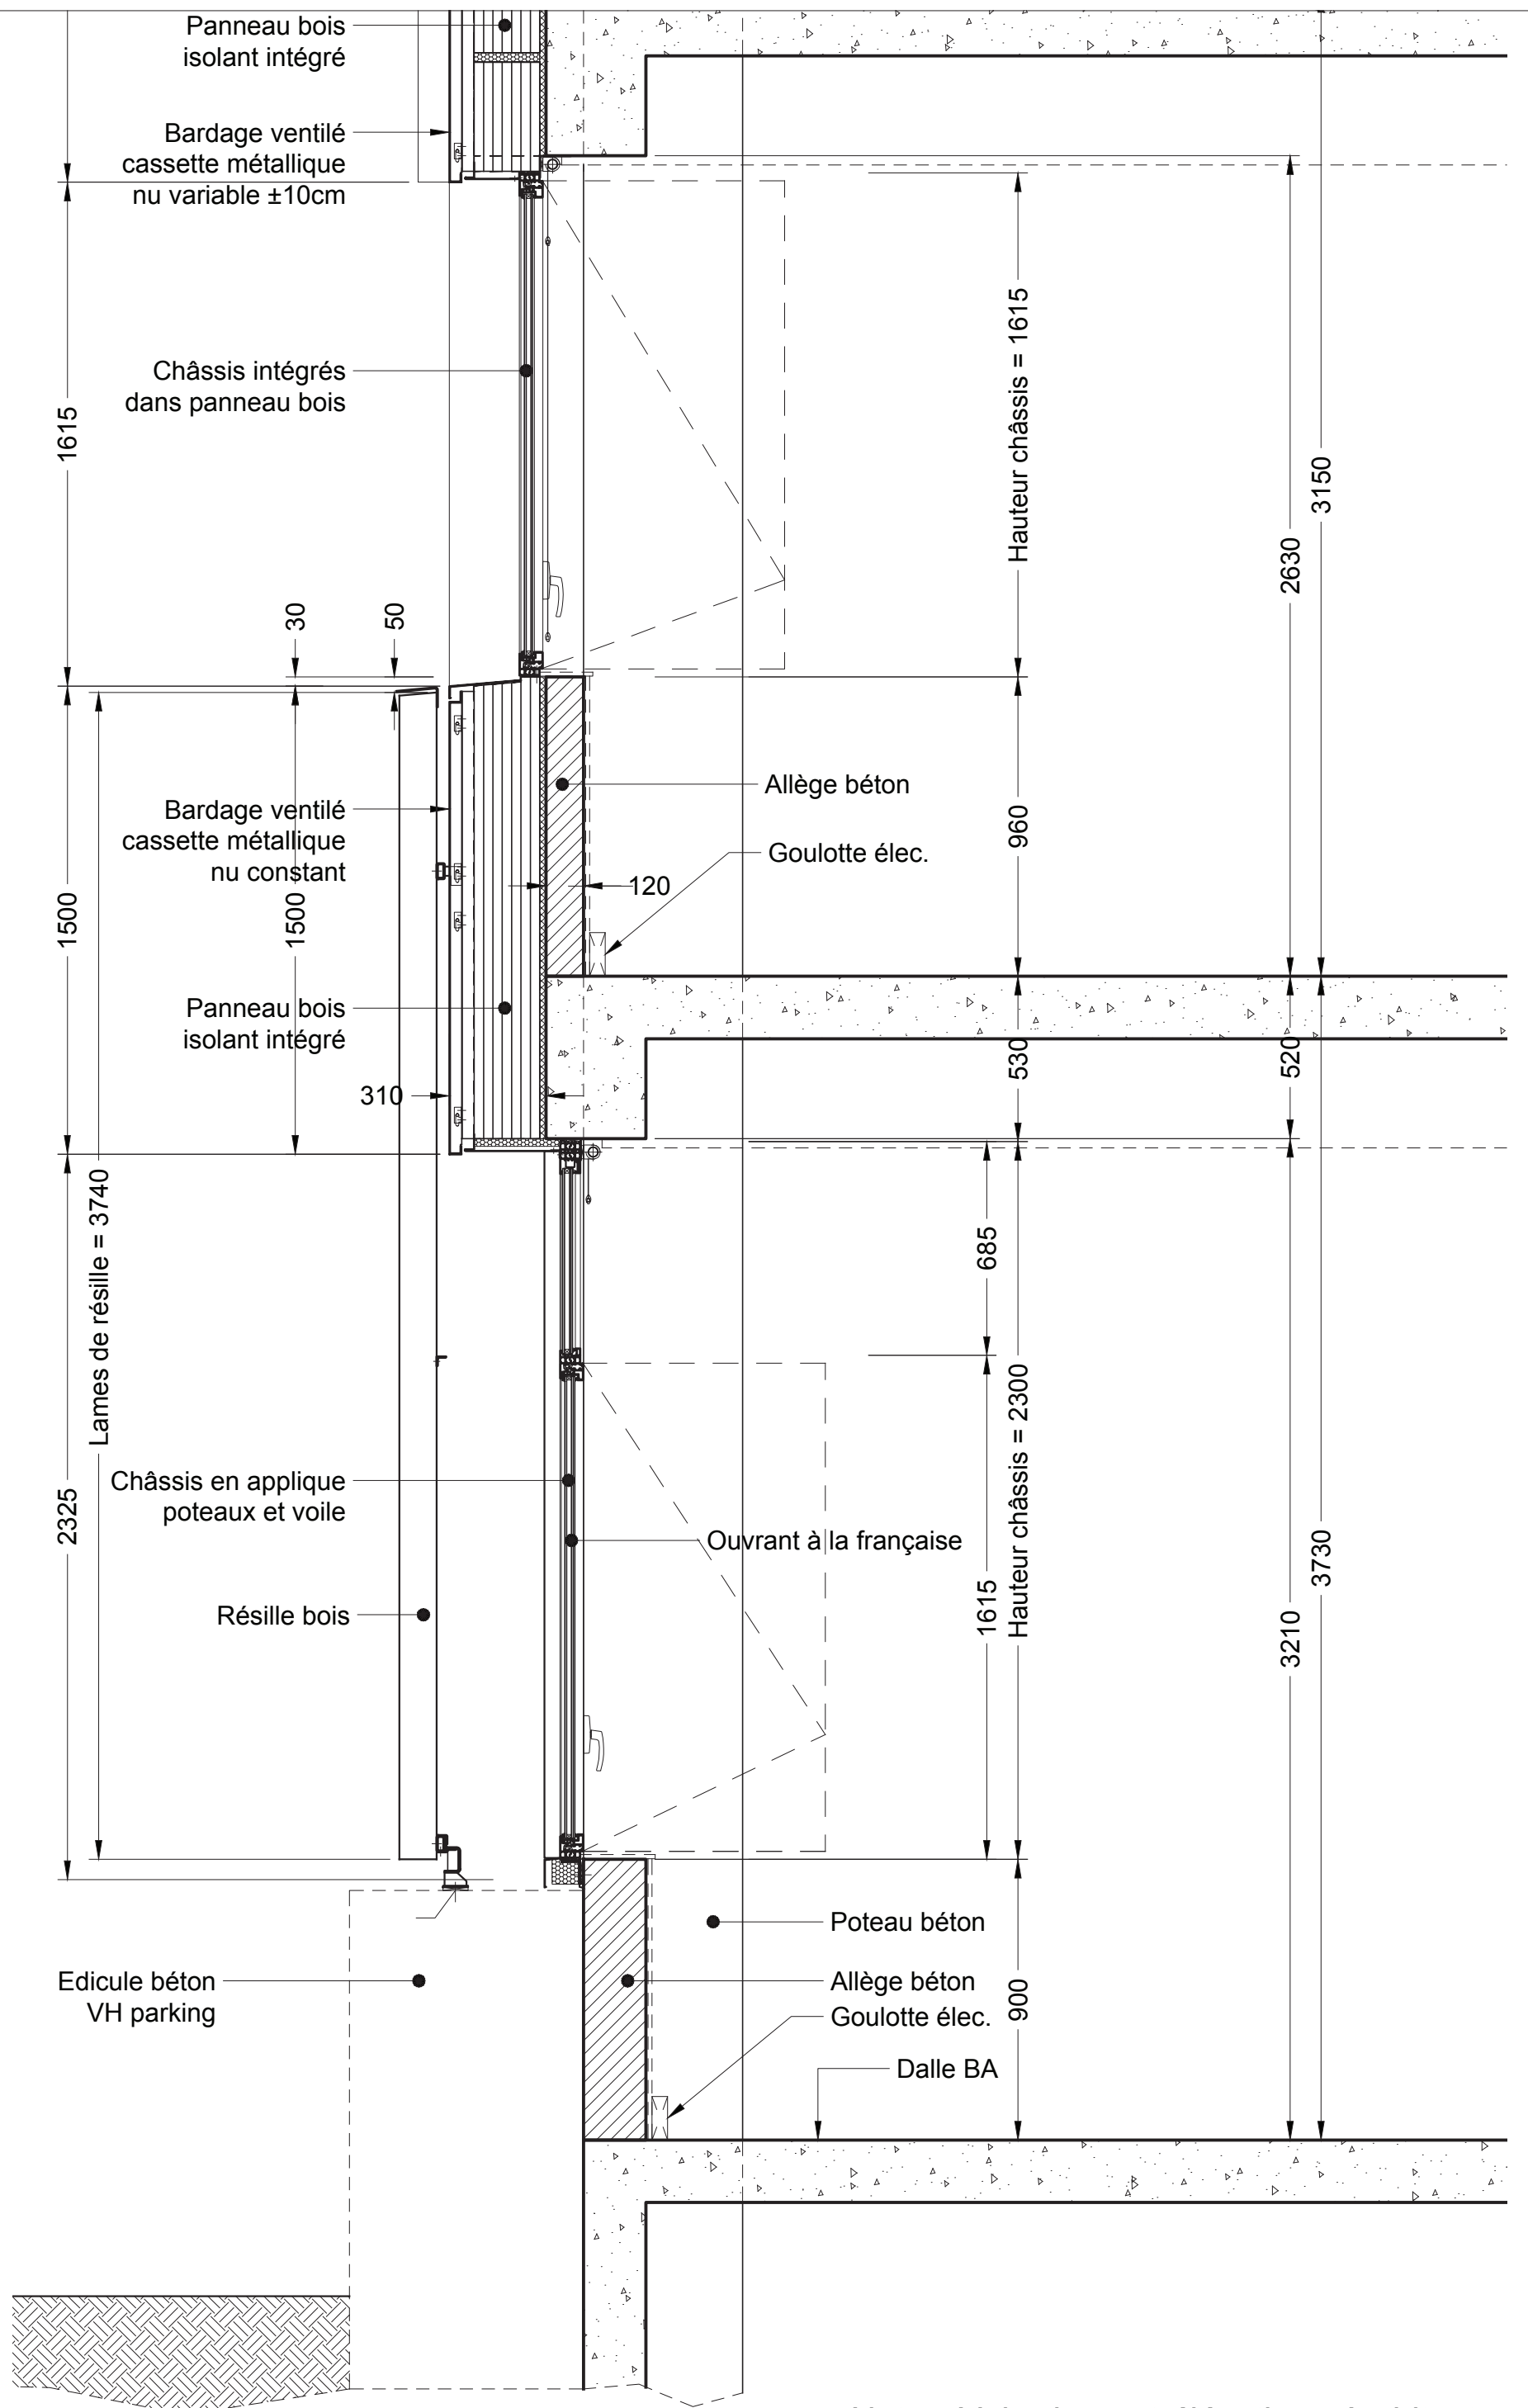 Panneau bois
isolant intégré
Bardage ventilé
cassette métallique
nu variable ±10cm
Châssis intégrés
dans panneau bois
1615
Hauteur châssis = 1615
3150
2630
30
50
Allège béton
Bardage ventilé
cassette métallique
nu constant
960
Goulotte élec.
120
1500
1500
Panneau bois
isolant intégré
530
520
310
685
Lames de résille = 3740
Hauteur châssis = 2300
Châssis en applique
poteaux et voile
2325
Ouvrant à la française
3730
1615
Résille bois
3210
Poteau béton
Edicule béton
VH parking
Allège béton
900
Goulotte élec.
Dalle BA